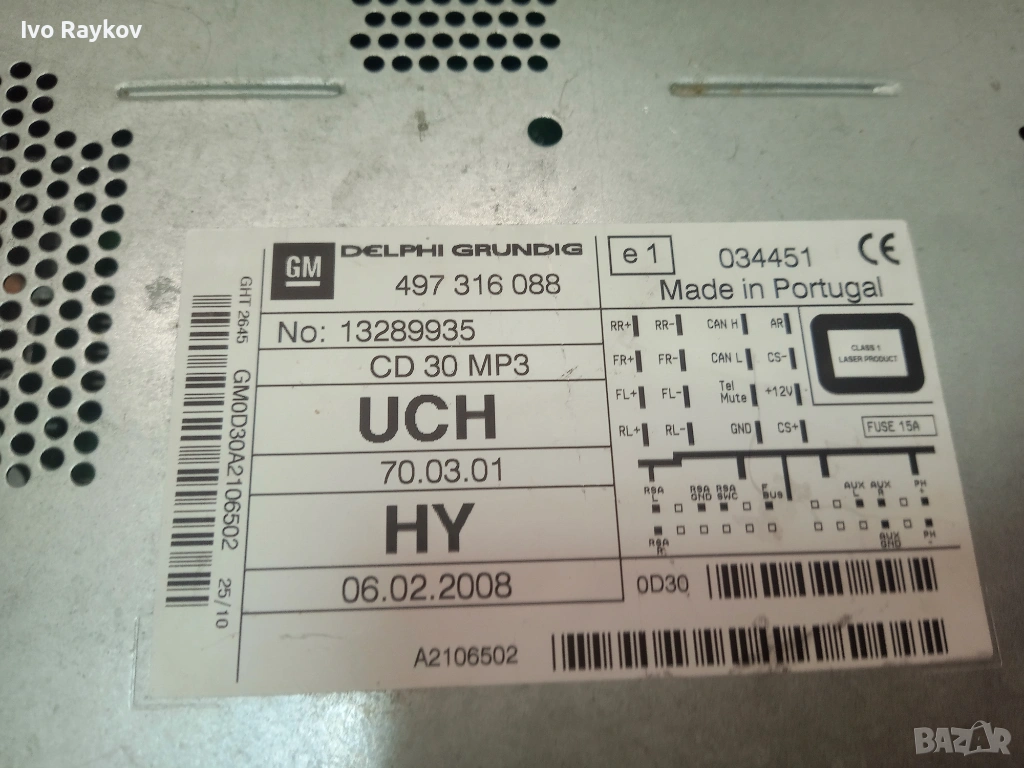 Ivo Raykov
GM
DELPHI GRUNDIG
497 316 088
No: 13289935
CD 30 MP3
UCH
70.03.01
HY
06.02.2008
GHT 2645 GM0D30A2106502 25/10
e1 034451 CE
Made in Portugal
RR+ RR- CAN H AR
FR+ FR- CAN L CS-
FL+ FL- Tel Mute +12V
RL+ RL- GND CS+
CLASS 1
LASER PRODUCT
FUSE 15A
RSA L RSA GND RSA SWC F BUS AUX L AUX R PH +
RSA R AUX GND PH -
0D30
A2106502
BAZAR